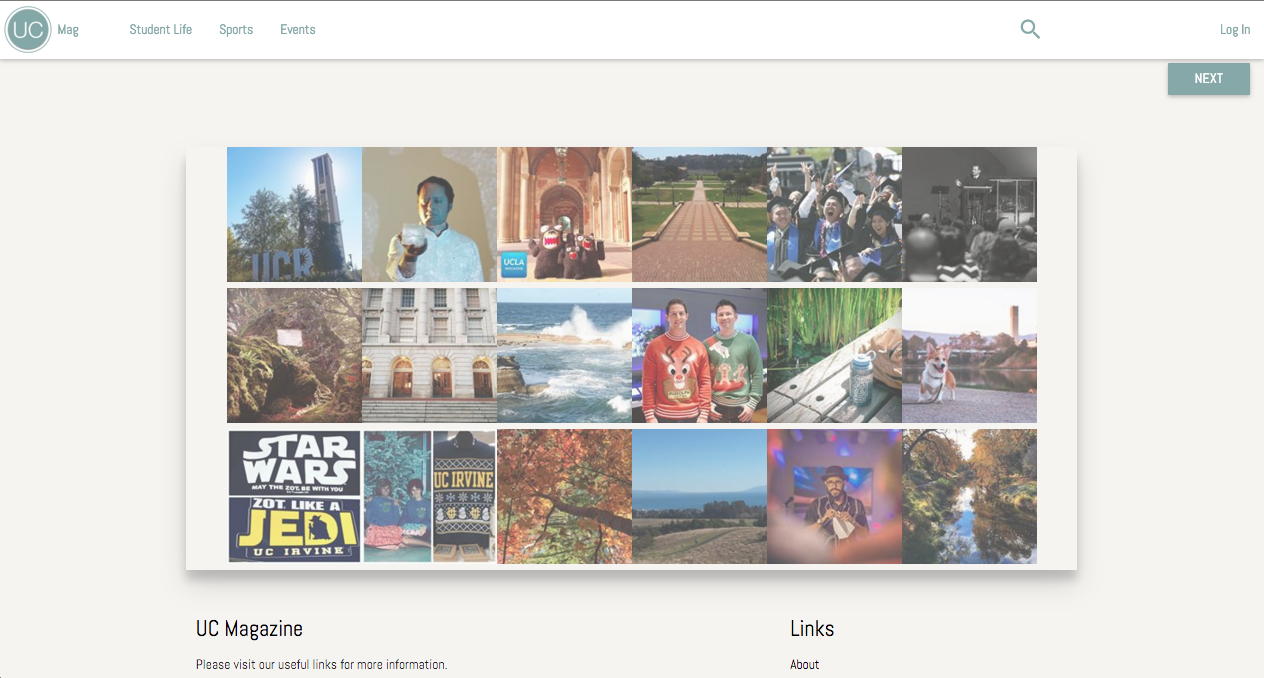 UC Mag Student Life Sports Events Log In
NEXT
UCR
UCLA
MAGAZINE
STAR
WARS
MAY THE ZOT BE WITH YOU
ZOT LIKE A
JEDI
UC IRVINE
UC IRVINE
UC Magazine
Please visit our useful links for more information.
Links
About